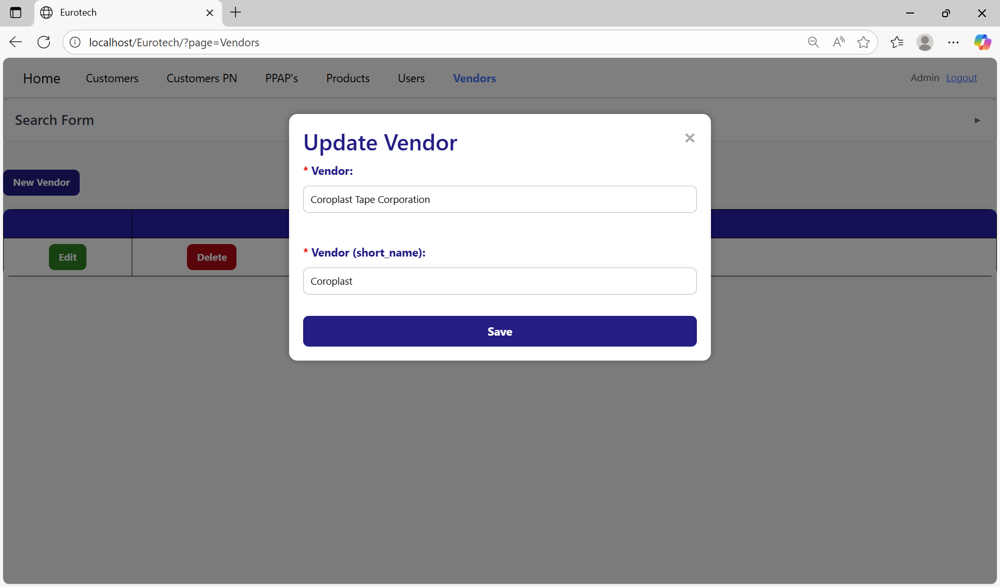 Eurotech
localhost/Eurotech/?page=Vendors
Home Customers Customers PN PPAP's Products Users Vendors Admin Logout
Search Form
Update Vendor
* Vendor:
New Vendor
Coroplast Tape Corporation
* Vendor (short_name):
Edit Delete
Coroplast
Save